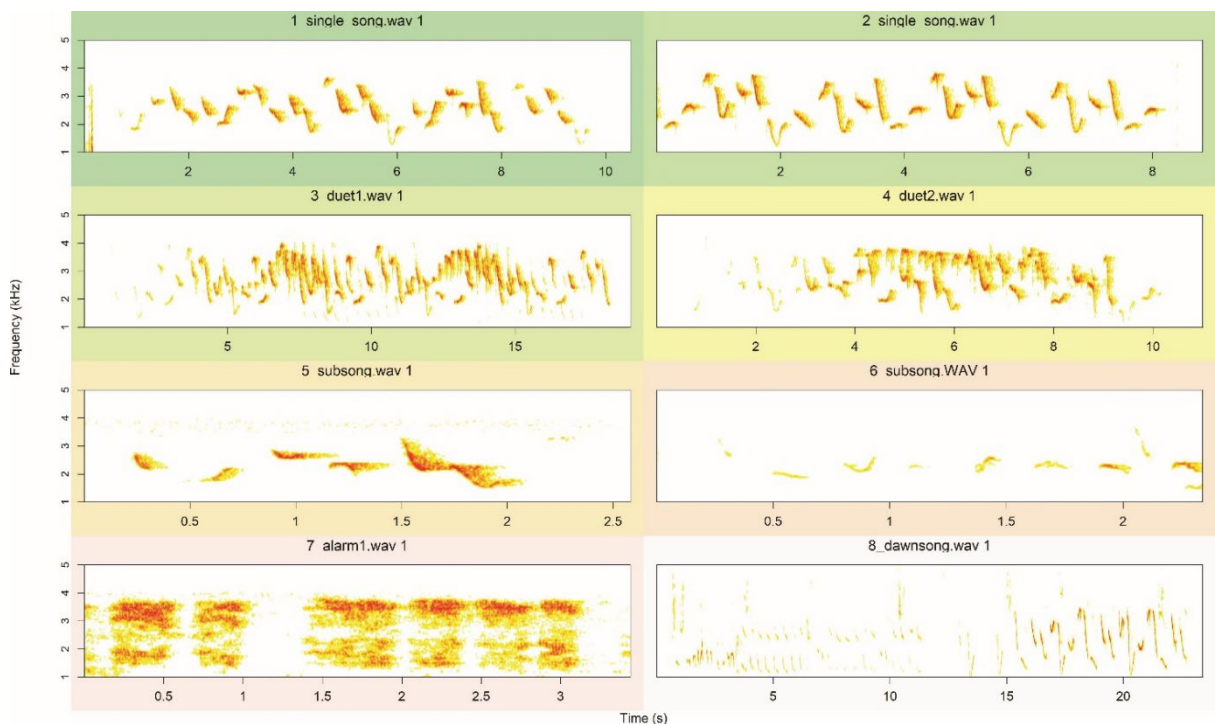 1 single song.wav 1
2 single song.wav 1
5
4
3
2
1
2 4 6 8 10
2 4 6 8
3 duet1.wav 1
4 duet2.wav 1
5
4
3
2
1
5 10 15
2 4 6 8 10
Frequency (kHz)
5 subsong.wav 1
6 subsong.WAV 1
5
4
3
2
1
0.5 1 1.5 2 2.5
0.5 1 1.5 2
7 alarm1.wav 1
8_dawnsong.wav 1
5
4
3
2
1
0.5 1 1.5 2 2.5 3
5 10 15 20
Time (s)